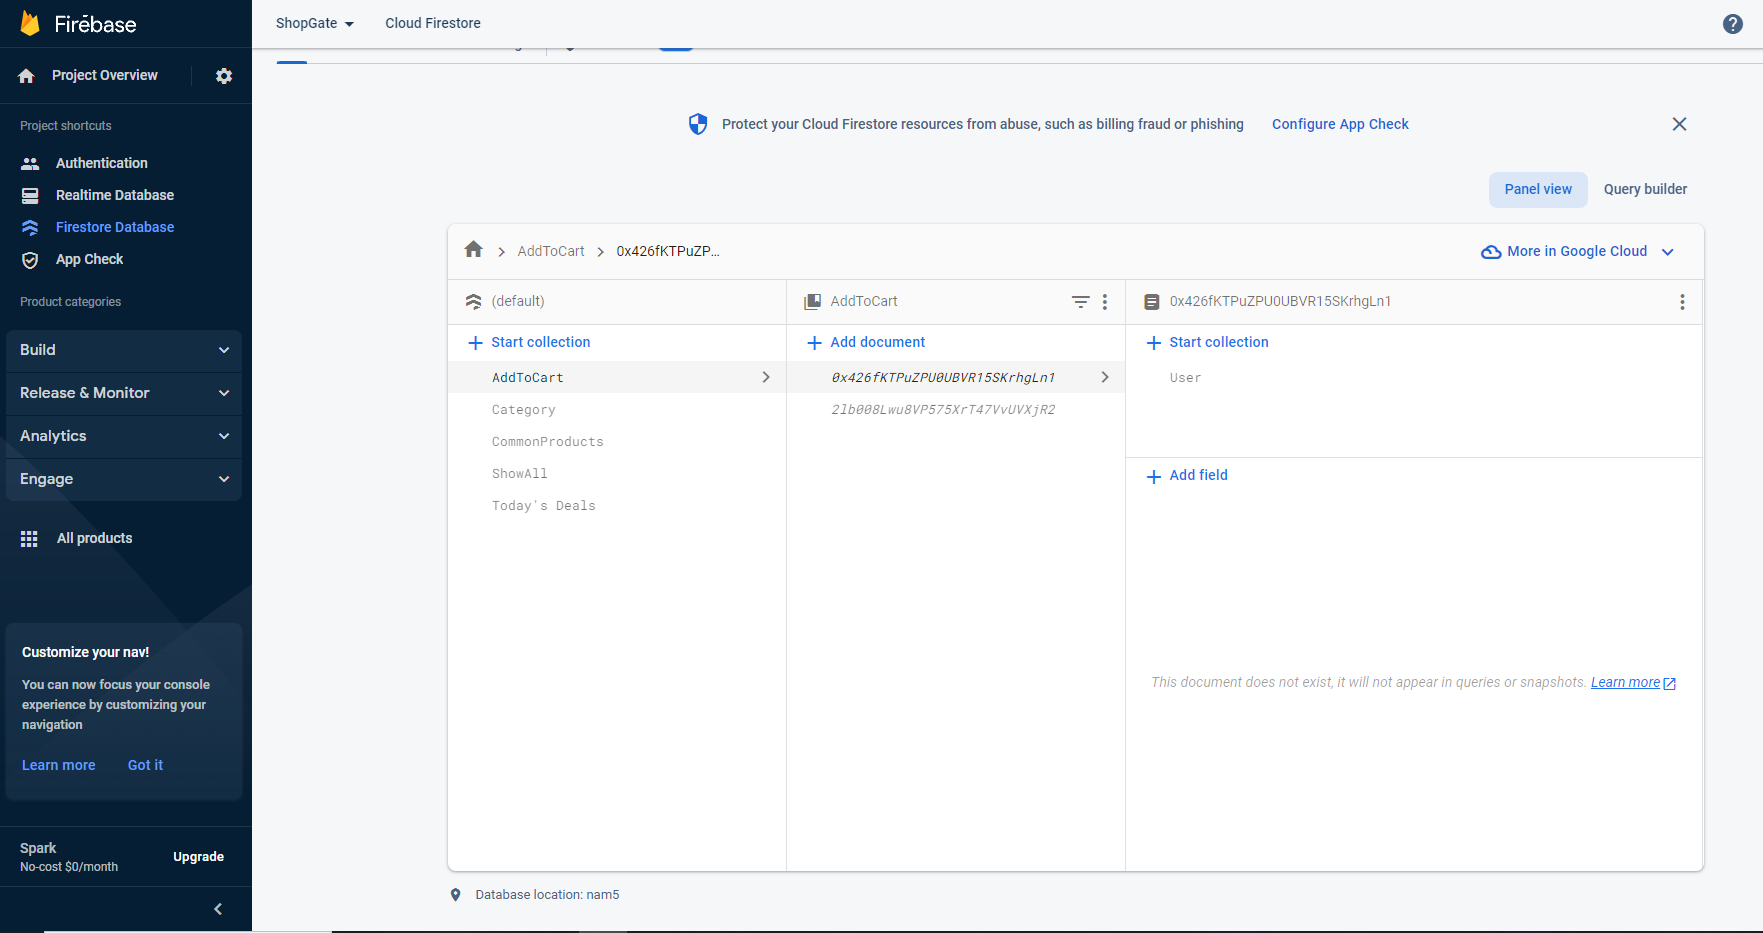 Firebase
ShopGate
Cloud Firestore
Project Overview
Project shortcuts
Authentication
Realtime Database
Firestore Database
App Check
Product categories
Build
Release & Monitor
Analytics
Engage
All products
Customize your nav!
You can now focus your console
experience by customizing your
navigation
Learn more
Got it
Spark
No-cost $0/month
Upgrade
Protect your Cloud Firestore resources from abuse, such as billing fraud or phishing
Configure App Check
Panel view
Query builder
AddToCart
0x426fKTPuZP...
More in Google Cloud
(default)
AddToCart
0x426fKTPuZPU0UBVR15SKrhgLn1
Start collection
AddToCart
Category
CommonProducts
ShowAll
Today's Deals
Add document
0x426fKTPuZPU0UBVR15SKrhgLn1
2lb008Lwu8VP575XrT47VvUVXjR2
Start collection
User
Add field
This document does not exist, it will not appear in queries or snapshots. Learn more
Database location: nam5